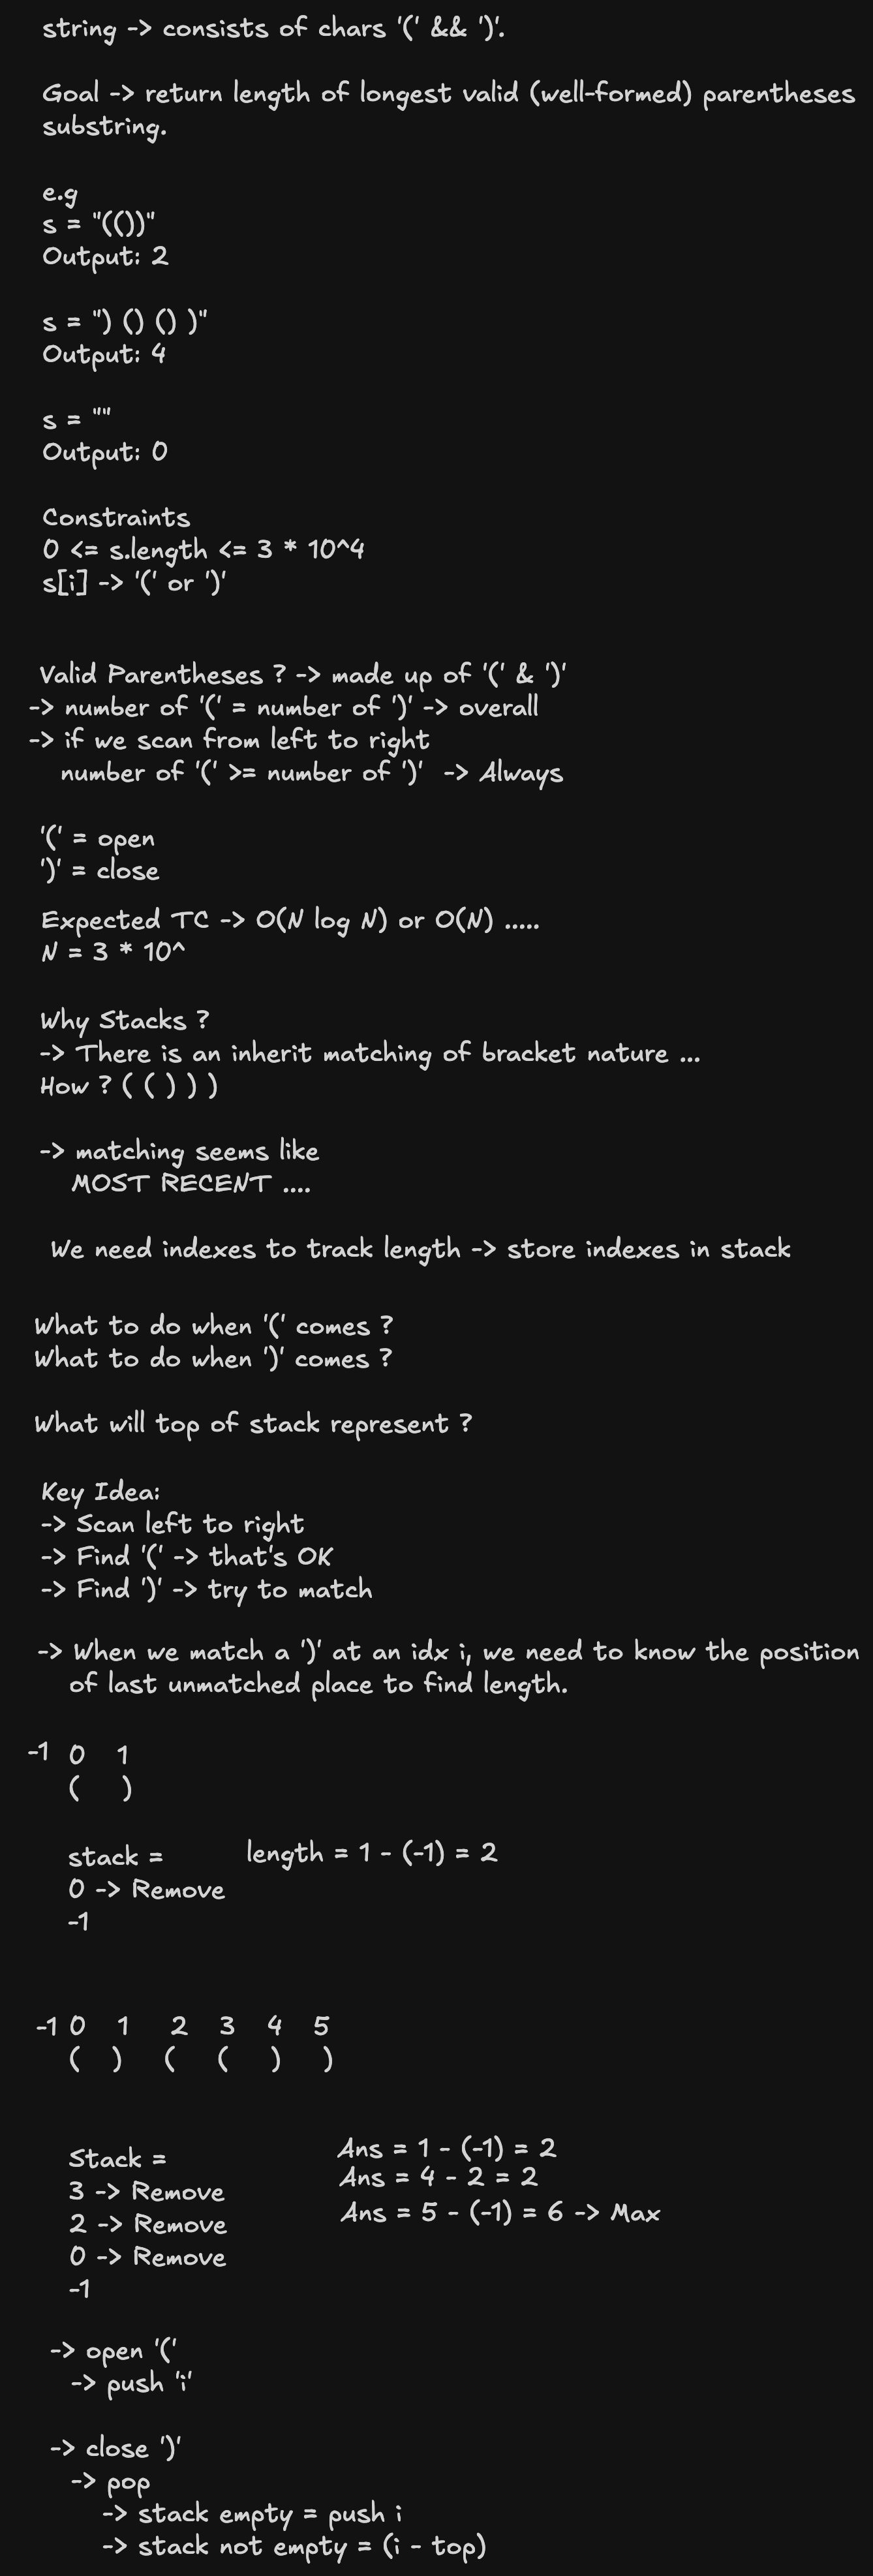 string -> consists of chars '(' && ')'.
Goal -> return length of longest valid (well-formed) parentheses
substring.
e.g
s = "(())"
Output: 2
s = ") () () )"
Output: 4
s = ""
Output: 0
Constraints
0 <= s.length <= 3 * 10^4
s[i] -> '(' or ')'
Valid Parentheses ? -> made up of '(' & ')'
-> number of '(' = number of ')' -> overall
-> if we scan from left to right
number of '(' >= number of ')' -> Always
'(' = open
')' = close
Expected TC -> O(N log N) or O(N) .....
N = 3 * 10^
Why Stacks ?
-> There is an inherit matching of bracket nature ...
How ? ( ( ) ) )
-> matching seems like
MOST RECENT ....
We need indexes to track length -> store indexes in stack
What to do when '(' comes ?
What to do when ')' comes ?
What will top of stack represent ?
Key Idea:
-> Scan left to right
-> Find '(' -> that's OK
-> Find ')' -> try to match
-> When we match a ')' at an idx i, we need to know the position
of last unmatched place to find length.
-1 0 1
( )
stack = length = 1 - (-1) = 2
0 -> Remove
-1
-1 0 1 2 3 4 5
( ) ( ( ) )
Ans = 1 - (-1) = 2
Stack =
Ans = 4 - 2 = 2
3 -> Remove
Ans = 5 - (-1) = 6 -> Max
2 -> Remove
0 -> Remove
-1
-> open '('
-> push 'i'
-> close ')'
-> pop
-> stack empty = push i
-> stack not empty = (i - top)